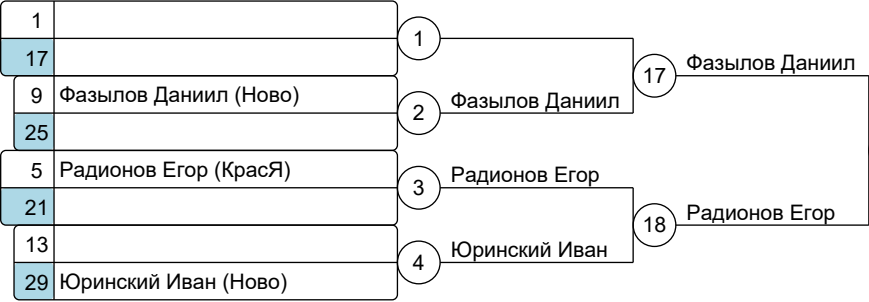 1
17
9 Фазылов Даниил (Ново)
25
5 Радионов Егор (КрасЯ)
21
13
29 Юринский Иван (Ново)
1
2 Фазылов Даниил
3 Радионов Егор
4 Юринский Иван
17 Фазылов Даниил
18 Радионов Егор